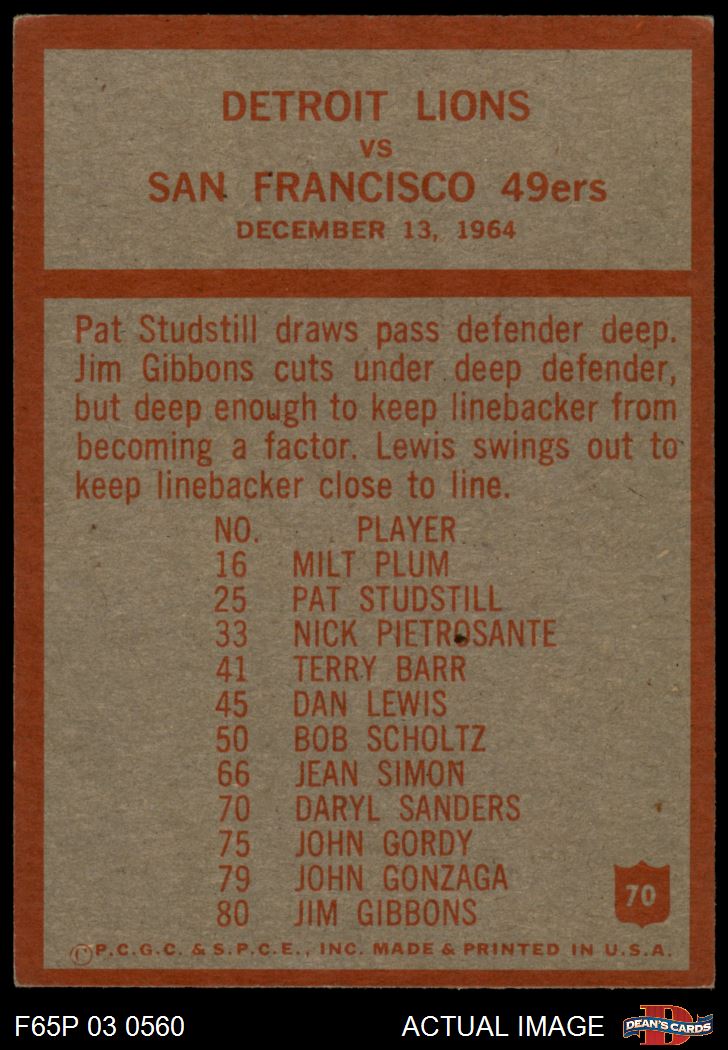 DETROIT LIONS
VS
SAN FRANCISCO 49ers
DECEMBER 13, 1964
Pat Studstill draws pass defender deep.
Jim Gibbons cuts under deep defender,
but deep enough to keep linebacker from
becoming a factor. Lewis swings out to
keep linebacker close to line.
NO. PLAYER
16 MILT PLUM
25 PAT STUDSTILL
33 NICK PIETROSANTE
41 TERRY BARR
45 DAN LEWIS
50 BOB SCHOLTZ
66 JEAN SIMON
70 DARYL SANDERS
75 JOHN GORDY
79 JOHN GONZAGA
80 JIM GIBBONS
70
©P.C.G.C. & S.P.C.E., INC. MADE & PRINTED IN U.S.A.
F65P 03 0560
ACTUAL IMAGE
D
DEAN'S CARDS